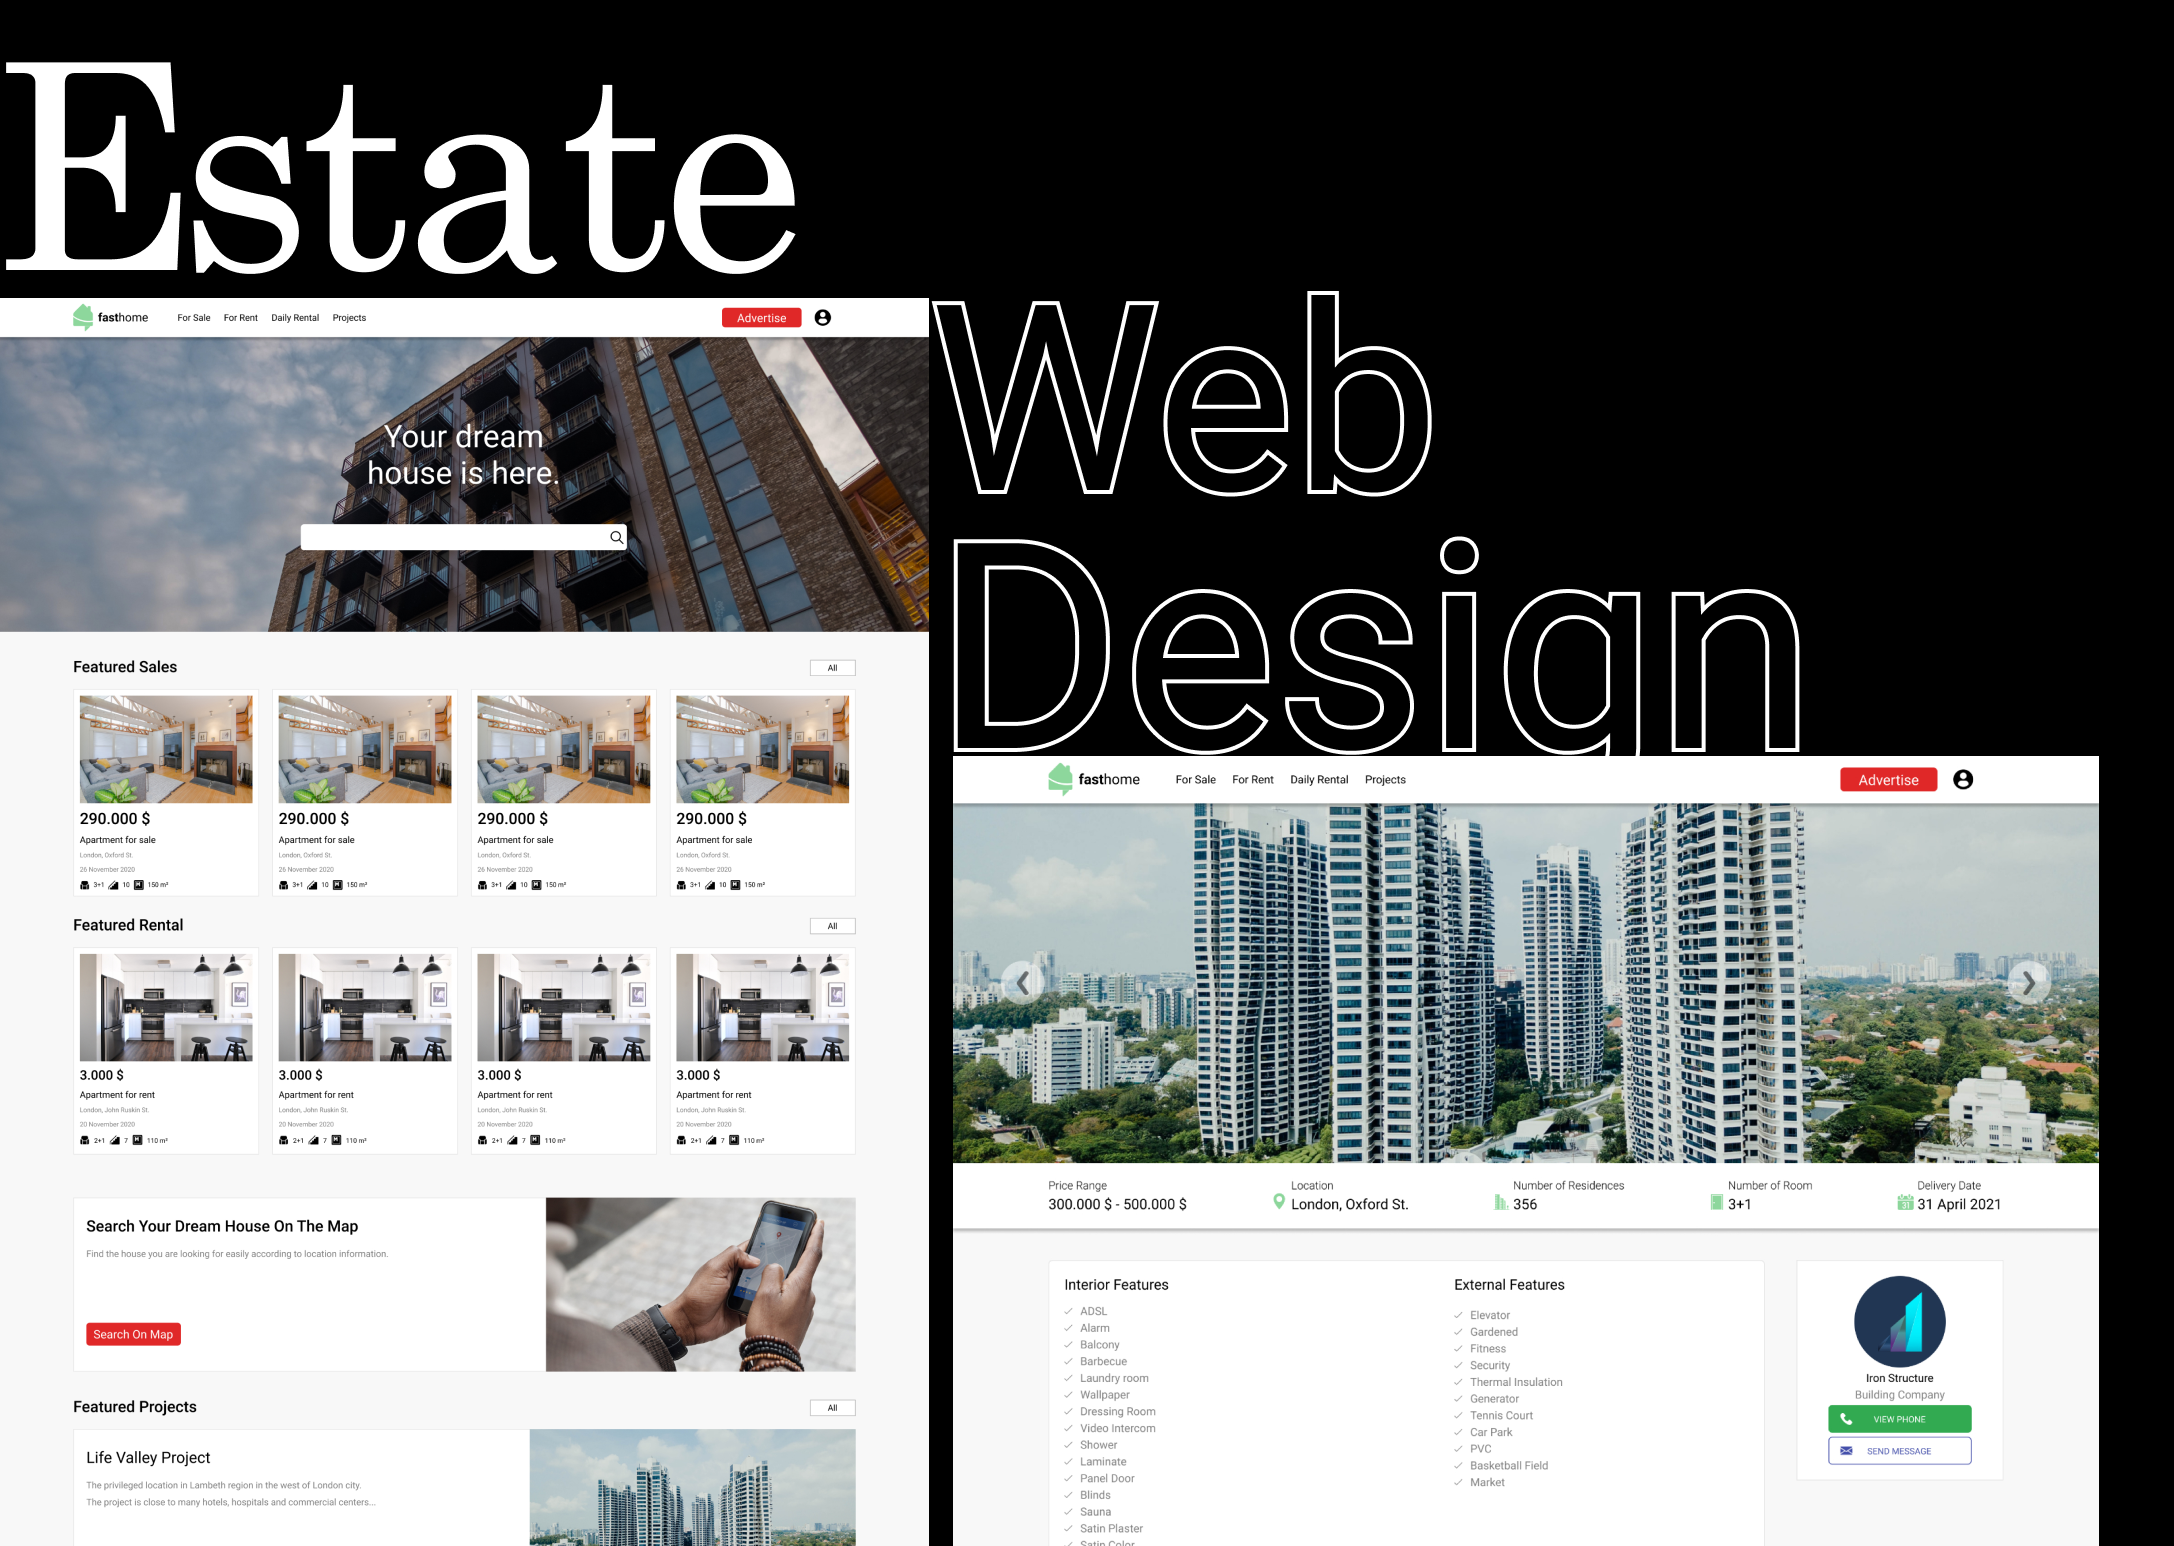 Estate
fasthome For Sale For Rent Daily Rental Projects Advertise
Your dream
house is here.
Featured Sales All
290.000 $ 290.000 $ 290.000 $ 290.000 $
Apartment for sale Apartment for sale Apartment for sale Apartment for sale
London, Oxford St. London, Oxford St. London, Oxford St. London, Oxford St.
26 November 2020 26 November 2020 26 November 2020 26 November 2020
3+1 10 150 m² 3+1 10 150 m² 3+1 10 150 m² 3+1 10 150 m²
Featured Rental All
3.000 $ 3.000 $ 3.000 $ 3.000 $
Apartment for rent Apartment for rent Apartment for rent Apartment for rent
London, John Ruskin St. London, John Ruskin St. London, John Ruskin St. London, John Ruskin St.
20 November 2020 20 November 2020 20 November 2020 20 November 2020
2+1 7 110 m² 2+1 7 110 m² 2+1 7 110 m² 2+1 7 110 m²
Search Your Dream House On The Map
Find the house you are looking for easily according to location information.
Search On Map
Featured Projects All
Life Valley Project
The privileged location in Lambeth region in the west of London city.
The project is close to many hotels, hospitals and commercial centers...
Web
Design
fasthome For Sale For Rent Daily Rental Projects Advertise
Price Range Location Number of Residences Number of Room Delivery Date
300.000 $ - 500.000 $ London, Oxford St. 356 3+1 31 31 April 2021
Interior Features
ADSL
Alarm
Balcony
Barbecue
Laundry room
Wallpaper
Dressing Room
Video Intercom
Shower
Laminate
Panel Door
Blinds
Sauna
Satin Plaster
Satin Color
External Features
Elevator
Gardened
Fitness
Security
Thermal Insulation
Generator
Tennis Court
Car Park
PVC
Basketball Field
Market
Iron Structure
Building Company
VIEW PHONE
SEND MESSAGE